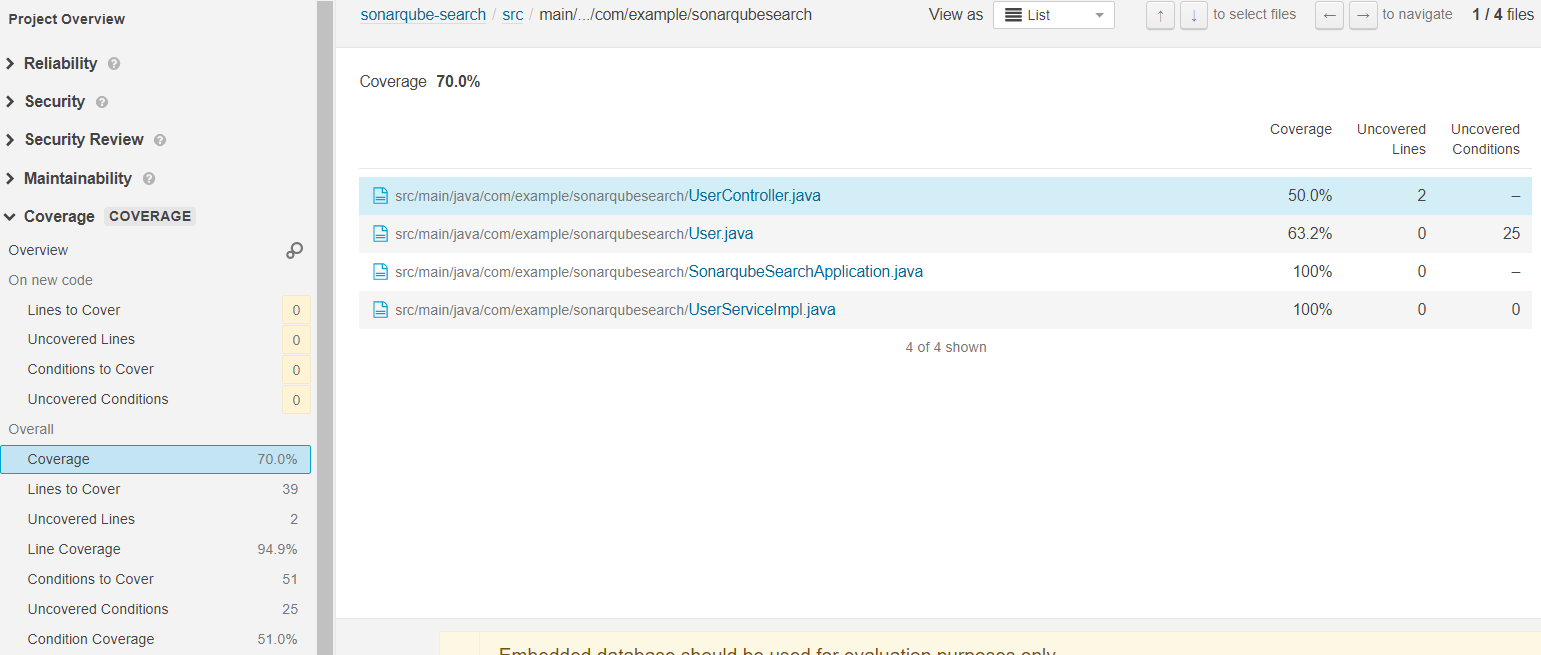 Project Overview
Reliability
Security
Security Review
Maintainability
Coverage COVERAGE
Overview
On new code
Lines to Cover 0
Uncovered Lines 0
Conditions to Cover 0
Uncovered Conditions 0
Overall
Coverage 70.0%
Lines to Cover 39
Uncovered Lines 2
Line Coverage 94.9%
Conditions to Cover 51
Uncovered Conditions 25
Condition Coverage 51.0%
sonarqube-search / src / main/.../com/example/sonarqubesearch View as List ↑ ↓ to select files ← → to navigate 1 / 4 files
Coverage 70.0%
Coverage Uncovered Lines Uncovered Conditions
src/main/java/com/example/sonarqubesearch/UserController.java 50.0% 2 –
src/main/java/com/example/sonarqubesearch/User.java 63.2% 0 25
src/main/java/com/example/sonarqubesearch/SonarqubeSearchApplication.java 100% 0 –
src/main/java/com/example/sonarqubesearch/UserServiceImpl.java 100% 0 0
4 of 4 shown
Embedded database should be used for evaluation purposes only